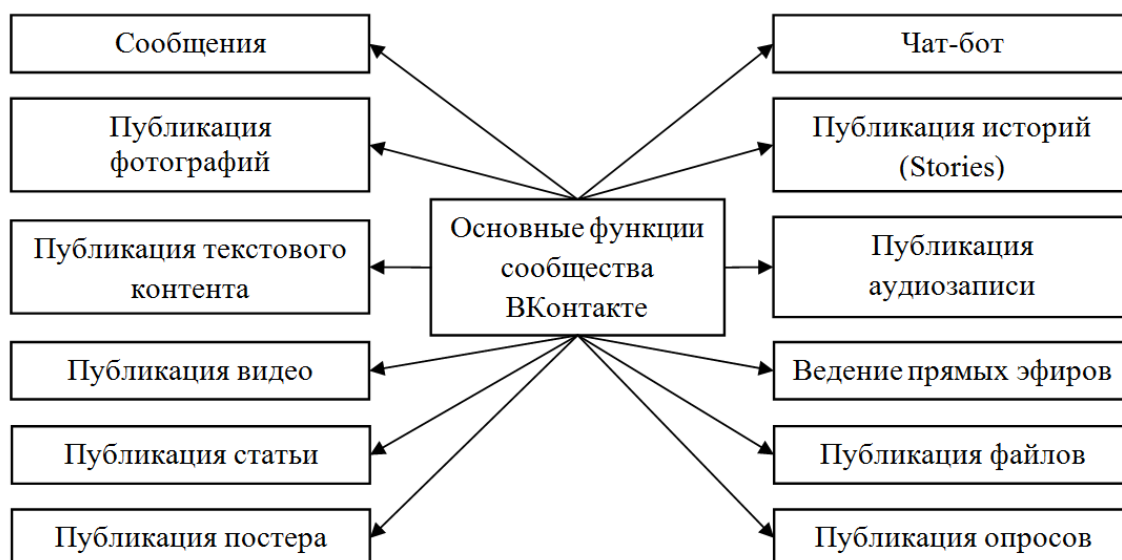 Сообщения
Публикация
фотографий
Публикация текстового
контента
Публикация видео
Публикация статьи
Публикация постера
Основные функции
сообщества
ВКонтакте
Чат-бот
Публикация историй
(Stories)
Публикация
аудиозаписи
Ведение прямых эфиров
Публикация файлов
Публикация опросов